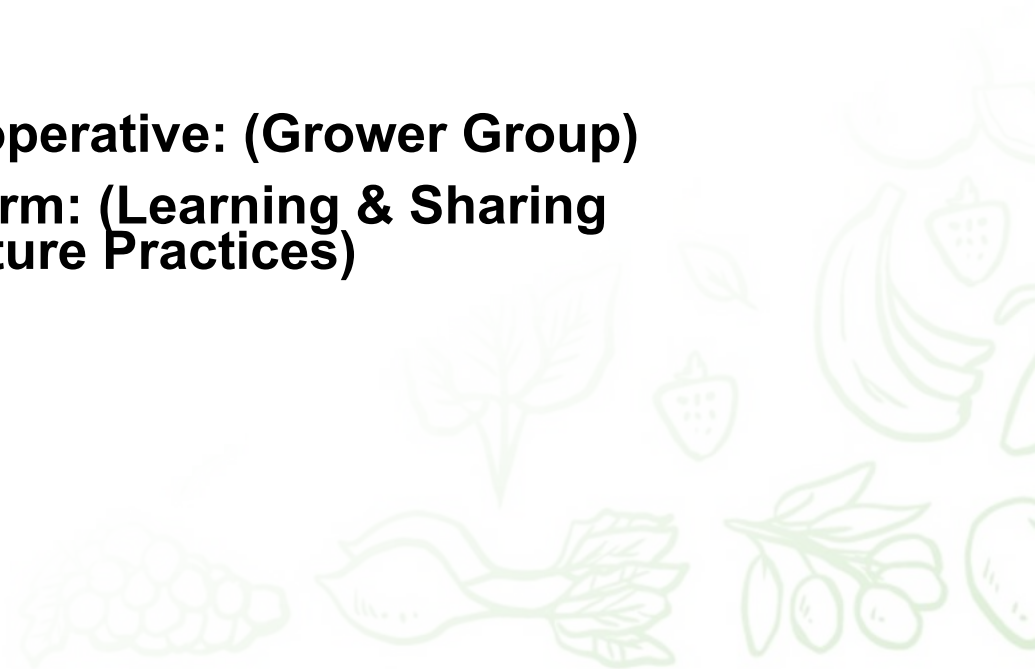 operative: (Grower Group)
rm: (Learning & Sharing
ture Practices)